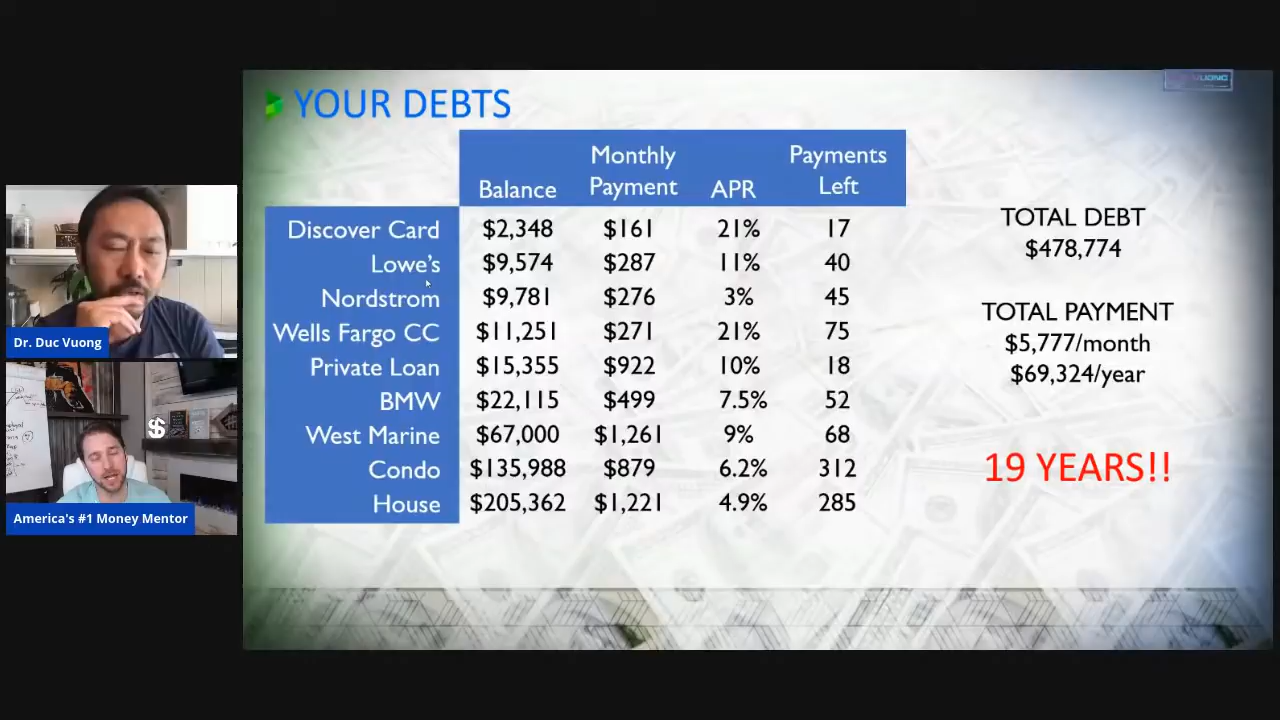 YOUR DEBTS
Monthly Payments
Balance Payment APR Left
Discover Card $2,348 $161 21% 17
Lowe's $9,574 $287 11% 40
Nordstrom $9,781 $276 3% 45
Wells Fargo CC $11,251 $271 21% 75
Private Loan $15,355 $922 10% 18
BMW $22,115 $499 7.5% 52
West Marine $67,000 $1,261 9% 68
Condo $135,988 $879 6.2% 312
House $205,362 $1,221 4.9% 285
TOTAL DEBT
$478,774
TOTAL PAYMENT
$5,777/month
$69,324/year
19 YEARS!!
Dr. Duc Vuong
$
America's #1 Money Mentor